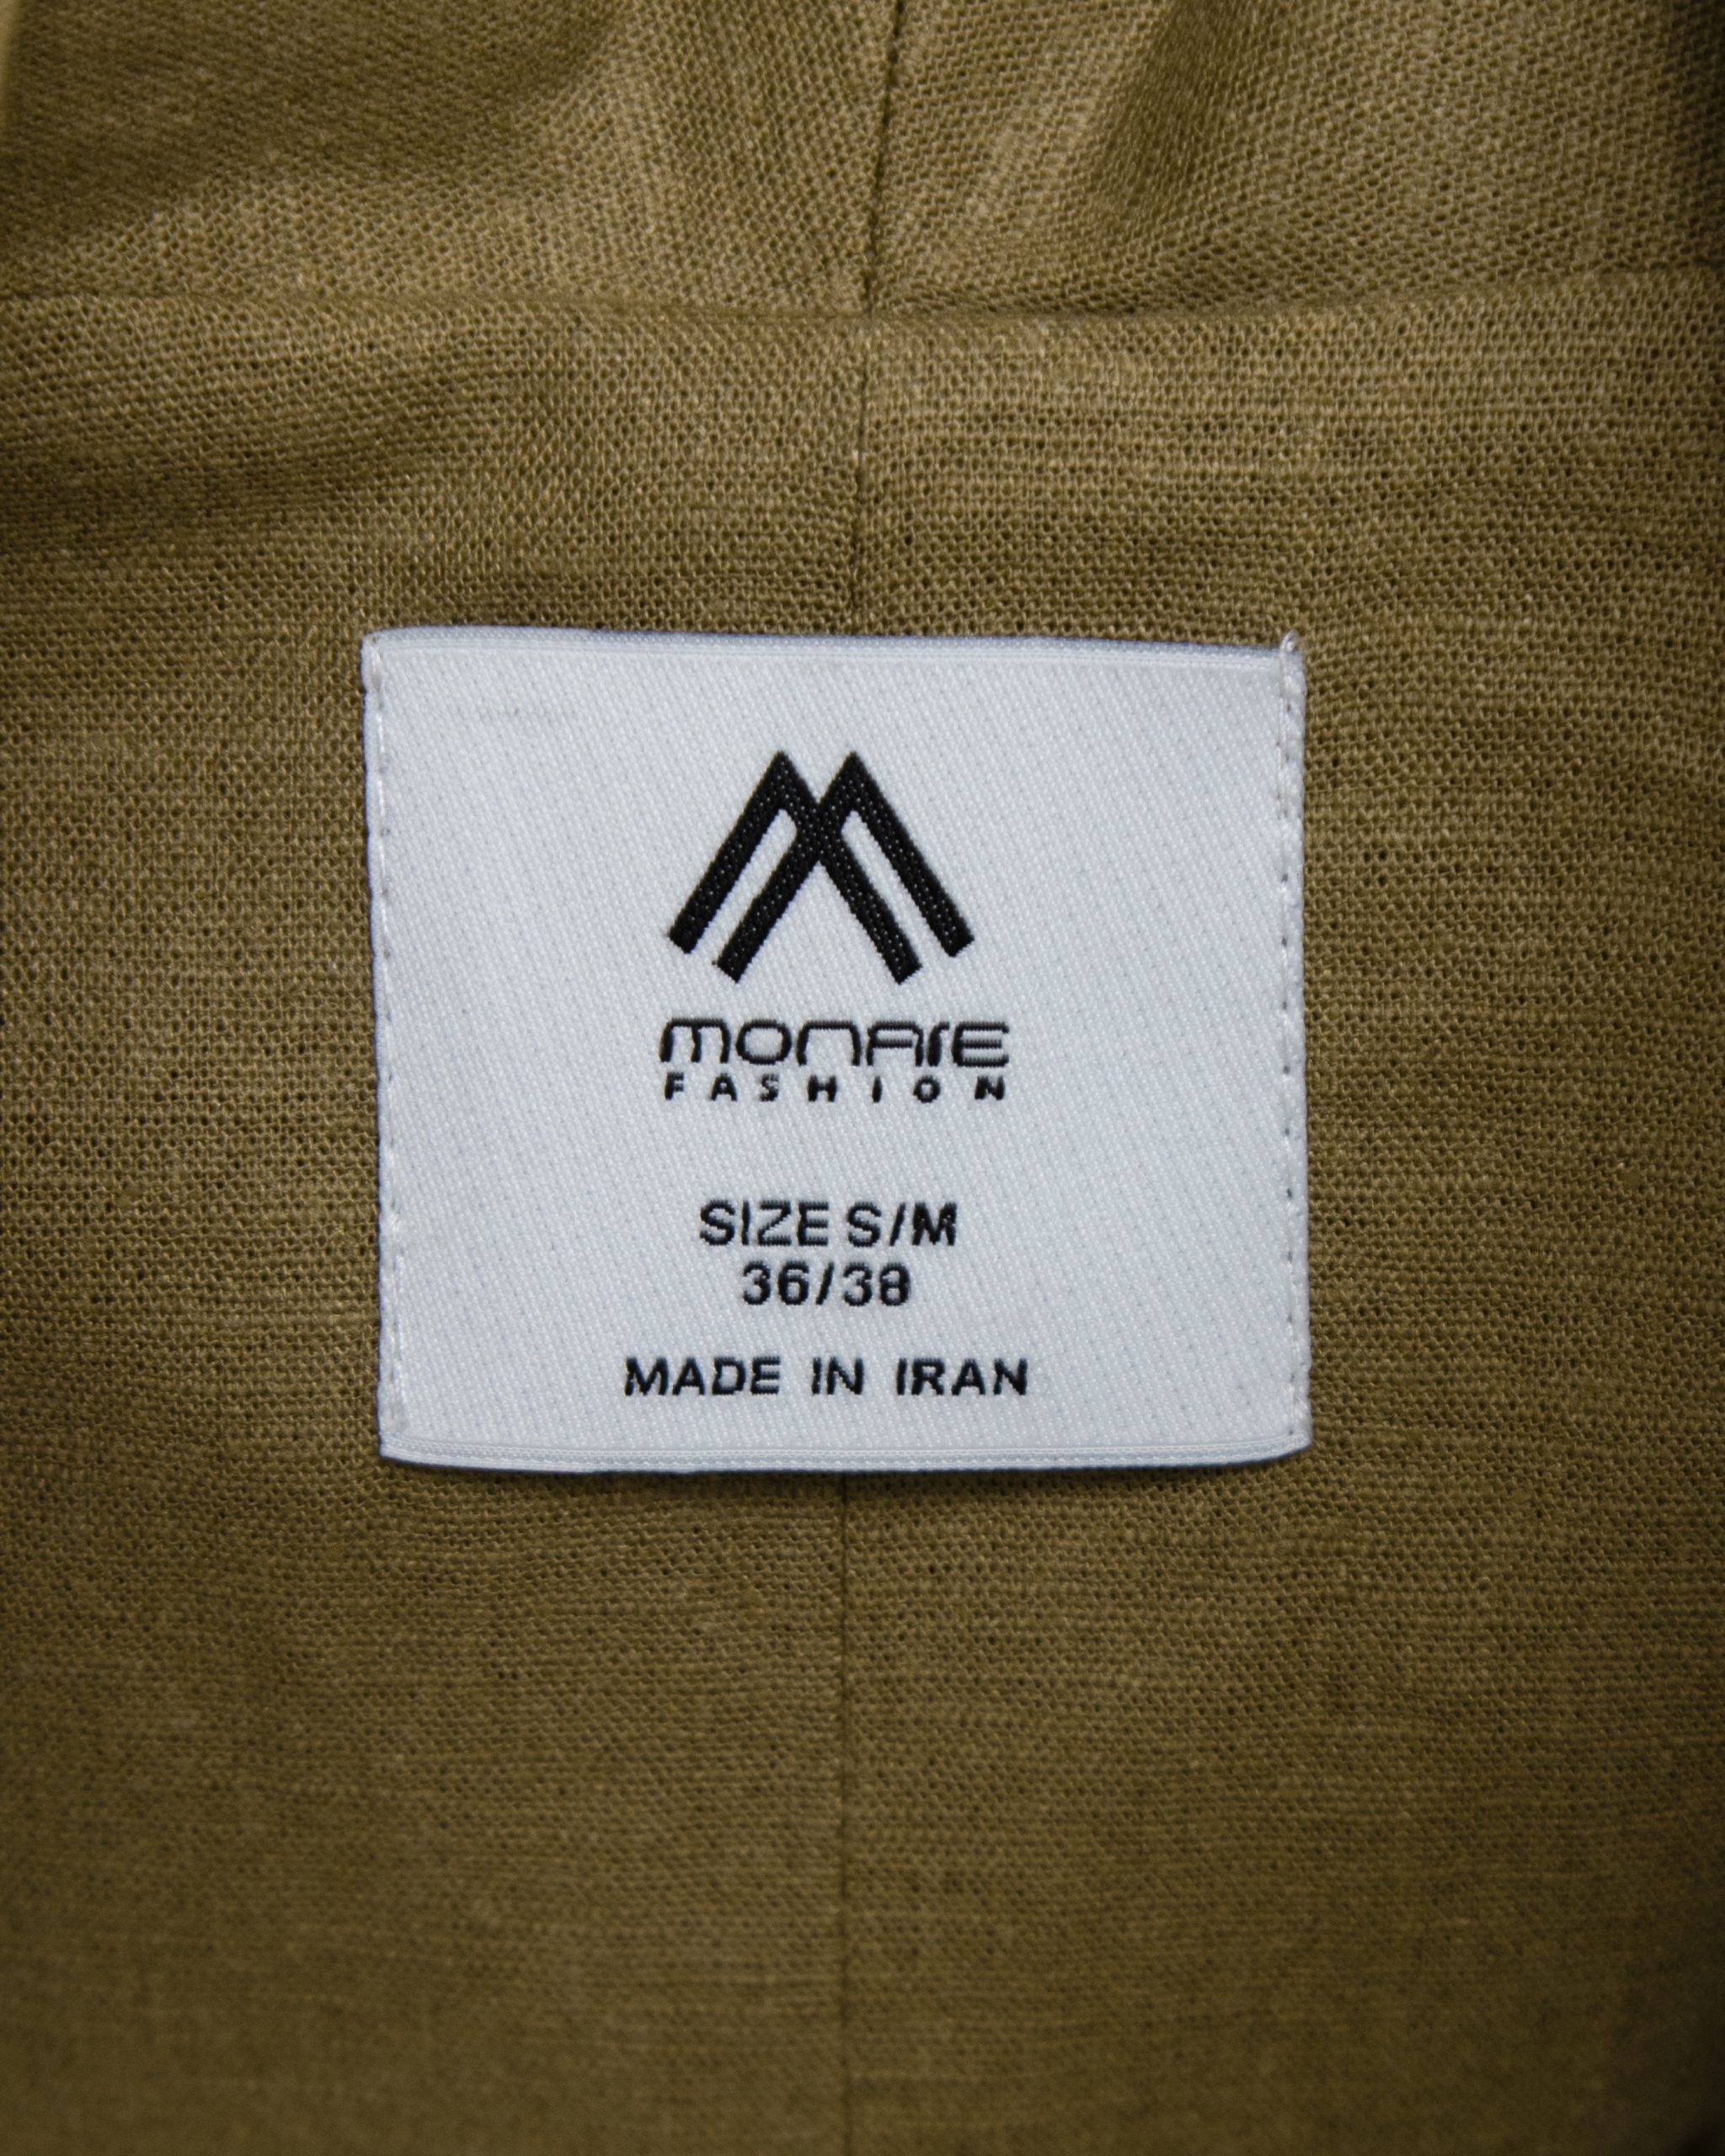 MONARE
FASHION
SIZE S/M
36/38
MADE IN IRAN